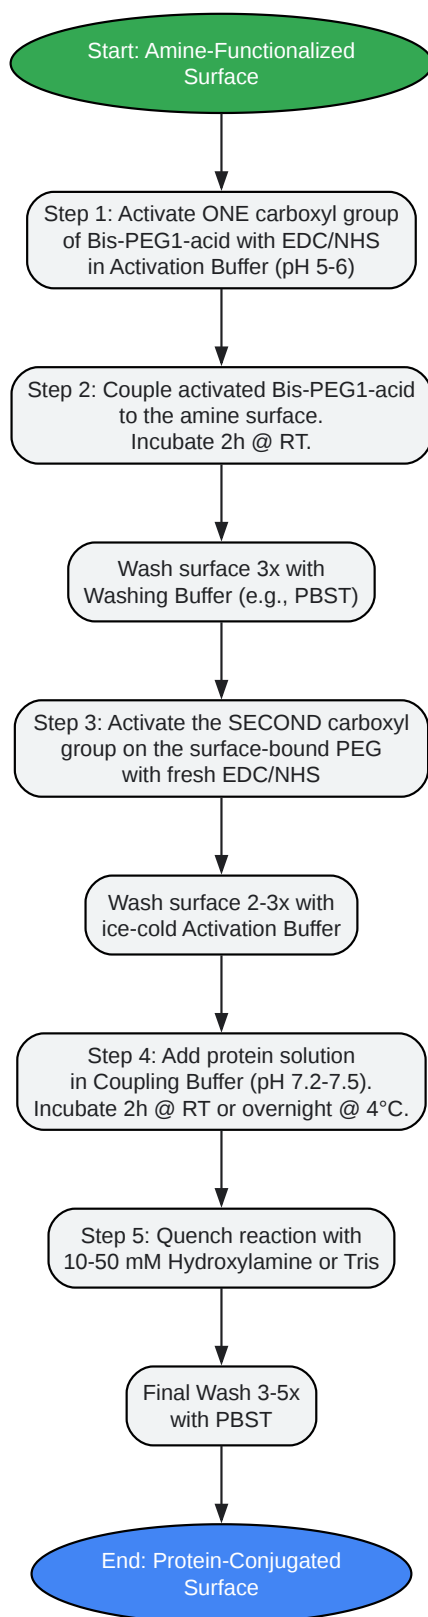 Start: Amine-Functionalized
Surface
Step 1: Activate ONE carboxyl group
of Bis-PEG1-acid with EDC/NHS
in Activation Buffer (pH 5-6)
Step 2: Couple activated Bis-PEG1-acid
to the amine surface.
Incubate 2h @ RT.
Wash surface 3x with
Washing Buffer (e.g., PBST)
Step 3: Activate the SECOND carboxyl
group on the surface-bound PEG
with fresh EDC/NHS
Wash surface 2-3x with
ice-cold Activation Buffer
Step 4: Add protein solution
in Coupling Buffer (pH 7.2-7.5).
Incubate 2h @ RT or overnight @ 4°C.
Step 5: Quench reaction with
10-50 mM Hydroxylamine or Tris
Final Wash 3-5x
with PBST
End: Protein-Conjugated
Surface